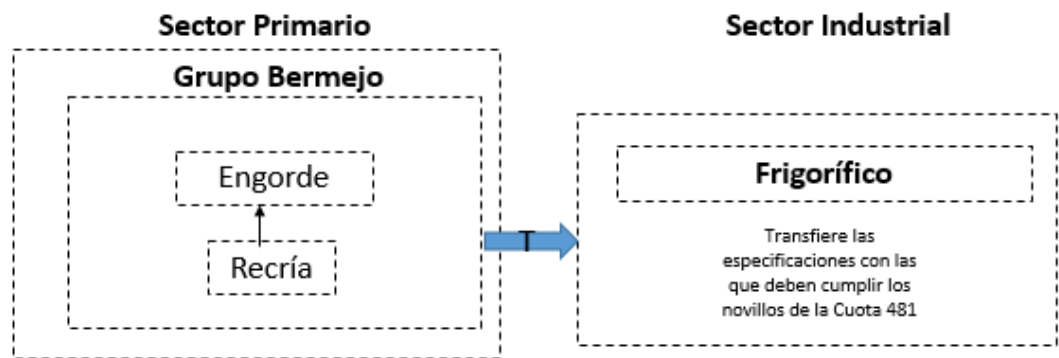 Sector Primario
Sector Industrial
Grupo Bermejo
Engorde
Recría
T
Frigorífico
Transfiere las
especificaciones con las
que deben cumplir los
novillos de la Cuota 481